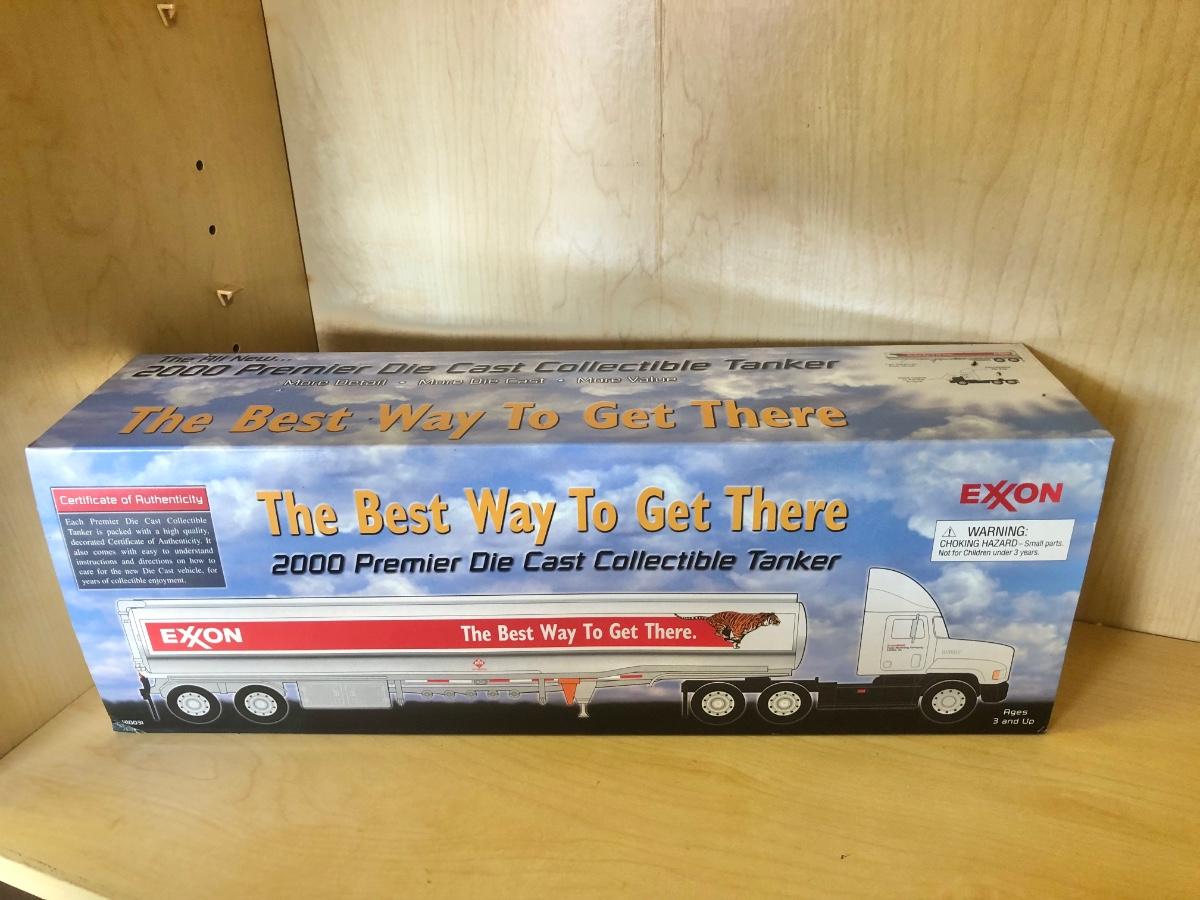 The All New...
2000 Premier Die Cast Collectible Tanker
More Detail • More Die Cast • More Value
The Best Way To Get There
Certificate of Authenticity
Each Premier Die Cast Collectible
Tanker is packed with a high quality,
decorated Certificate of Authenticity. It
also comes with easy to understand
instructions and directions on how to
care for the new Die Cast vehicle, for
years of collectible enjoyment.
The Best Way To Get There
2000 Premier Die Cast Collectible Tanker
EXXON
WARNING:
CHOKING HAZARD – Small parts.
Not for Children under 3 years.
EXXON
The Best Way To Get There.
Ages
3 and Up